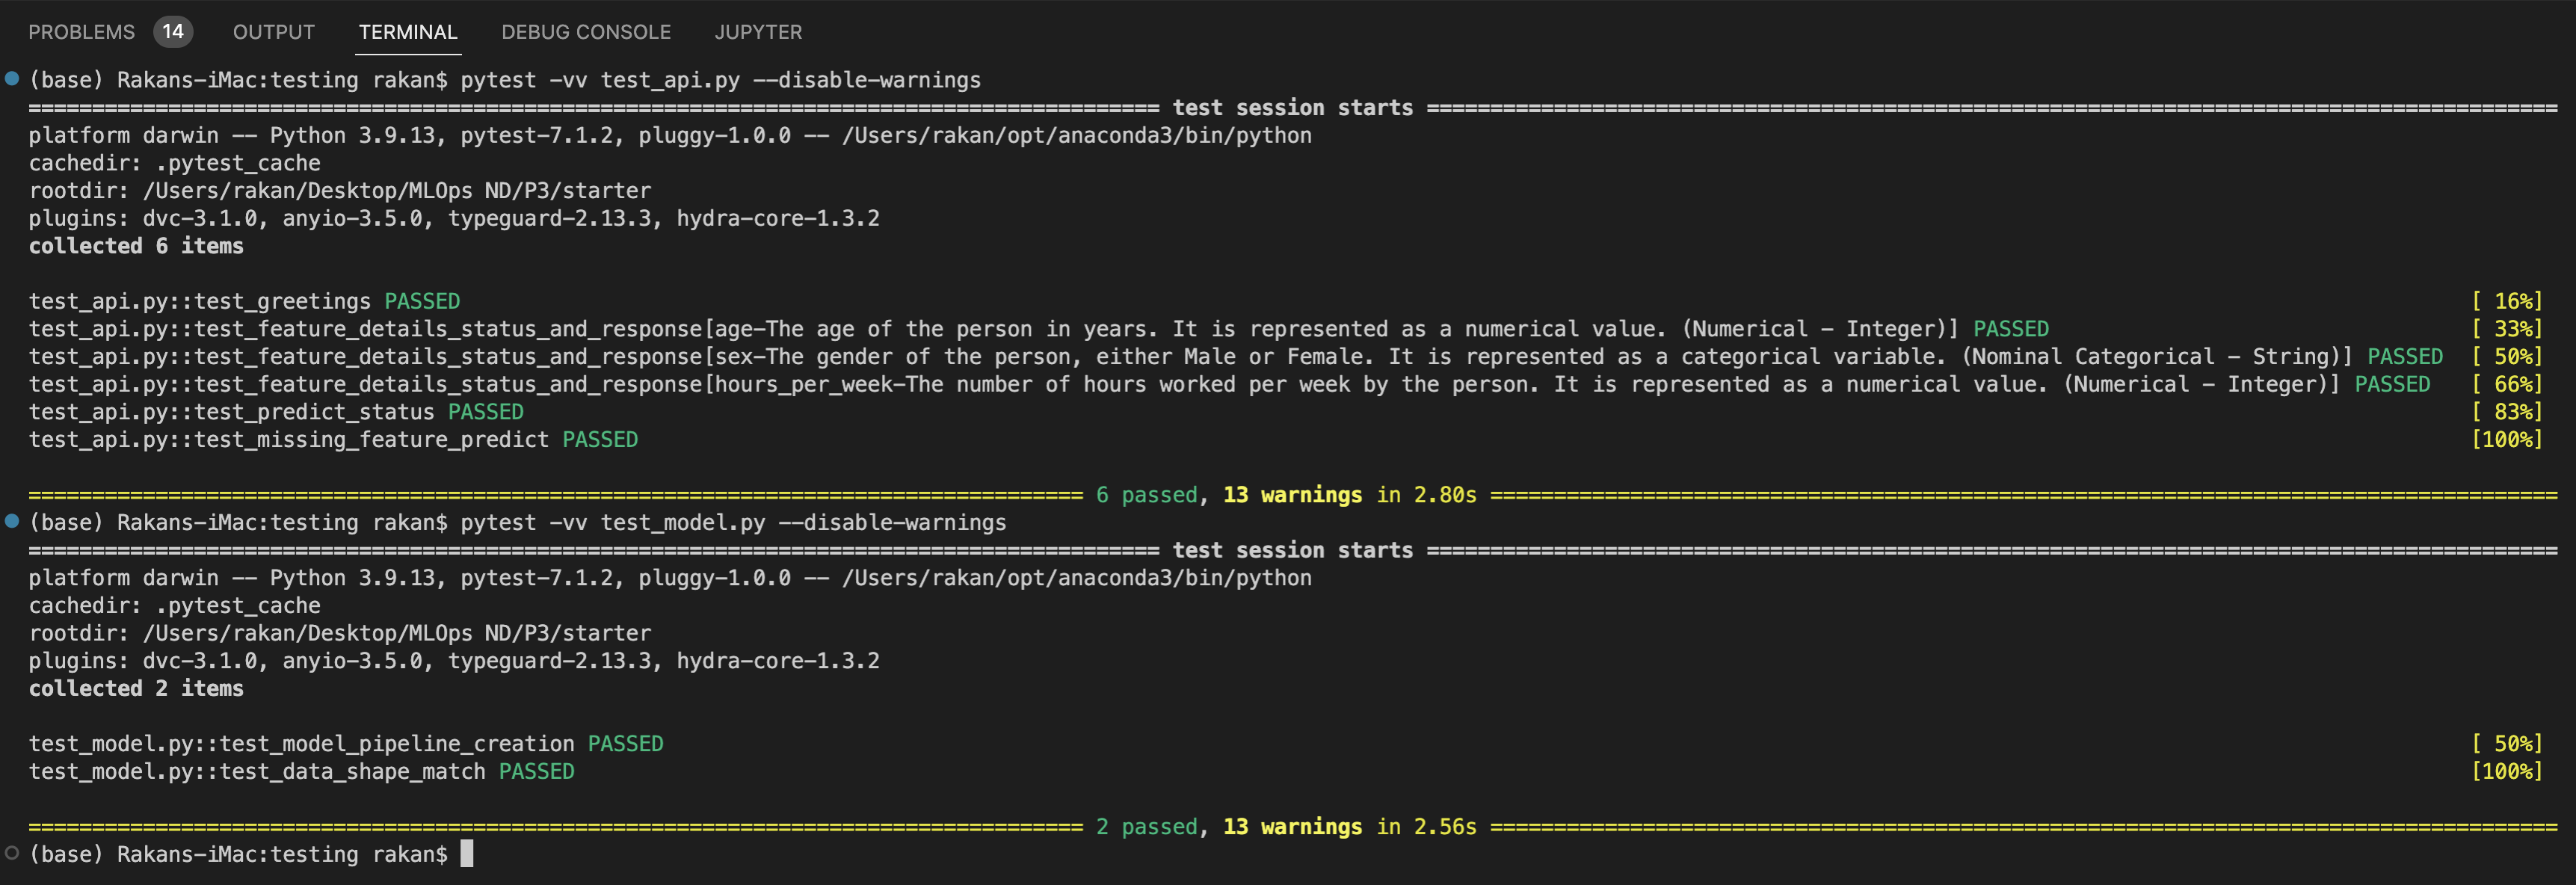 PROBLEMS 14 OUTPUT TERMINAL DEBUG CONSOLE JUPYTER
(base) Rakans-iMac:testing rakan$ pytest -vv test_api.py --disable-warnings
========================================================================================= test session starts =========================================================================================
platform darwin -- Python 3.9.13, pytest-7.1.2, pluggy-1.0.0 -- /Users/rakan/opt/anaconda3/bin/python
cachedir: .pytest_cache
rootdir: /Users/rakan/Desktop/MLOps ND/P3/starter
plugins: dvc-3.1.0, anyio-3.5.0, typeguard-2.13.3, hydra-core-1.3.2
collected 6 items
test_api.py::test_greetings PASSED [ 16%]
test_api.py::test_feature_details_status_and_response[age-The age of the person in years. It is represented as a numerical value. (Numerical - Integer)] PASSED [ 33%]
test_api.py::test_feature_details_status_and_response[sex-The gender of the person, either Male or Female. It is represented as a categorical variable. (Nominal Categorical - String)] PASSED [ 50%]
test_api.py::test_feature_details_status_and_response[hours_per_week-The number of hours worked per week by the person. It is represented as a numerical value. (Numerical - Integer)] PASSED [ 66%]
test_api.py::test_predict_status PASSED [ 83%]
test_api.py::test_missing_feature_predict PASSED [100%]
=================================================================================== 6 passed, 13 warnings in 2.80s ====================================================================================
(base) Rakans-iMac:testing rakan$ pytest -vv test_model.py --disable-warnings
========================================================================================= test session starts =========================================================================================
platform darwin -- Python 3.9.13, pytest-7.1.2, pluggy-1.0.0 -- /Users/rakan/opt/anaconda3/bin/python
cachedir: .pytest_cache
rootdir: /Users/rakan/Desktop/MLOps ND/P3/starter
plugins: dvc-3.1.0, anyio-3.5.0, typeguard-2.13.3, hydra-core-1.3.2
collected 2 items
test_model.py::test_model_pipeline_creation PASSED [ 50%]
test_model.py::test_data_shape_match PASSED [100%]
=================================================================================== 2 passed, 13 warnings in 2.56s ====================================================================================
(base) Rakans-iMac:testing rakan$